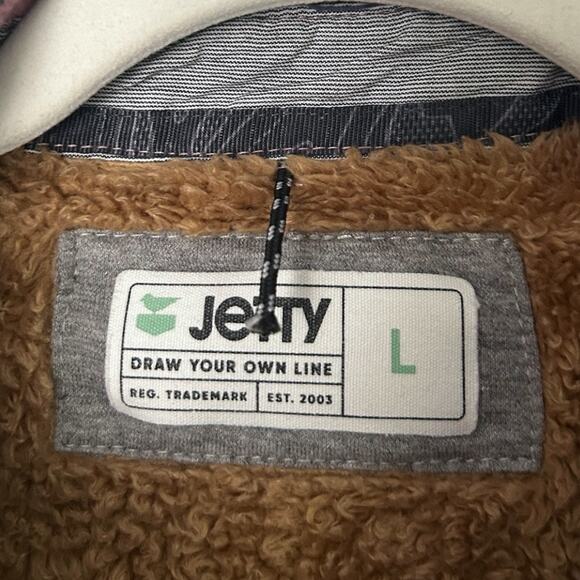 Jetty
DRAW YOUR OWN LINE
REG. TRADEMARK EST. 2003
L